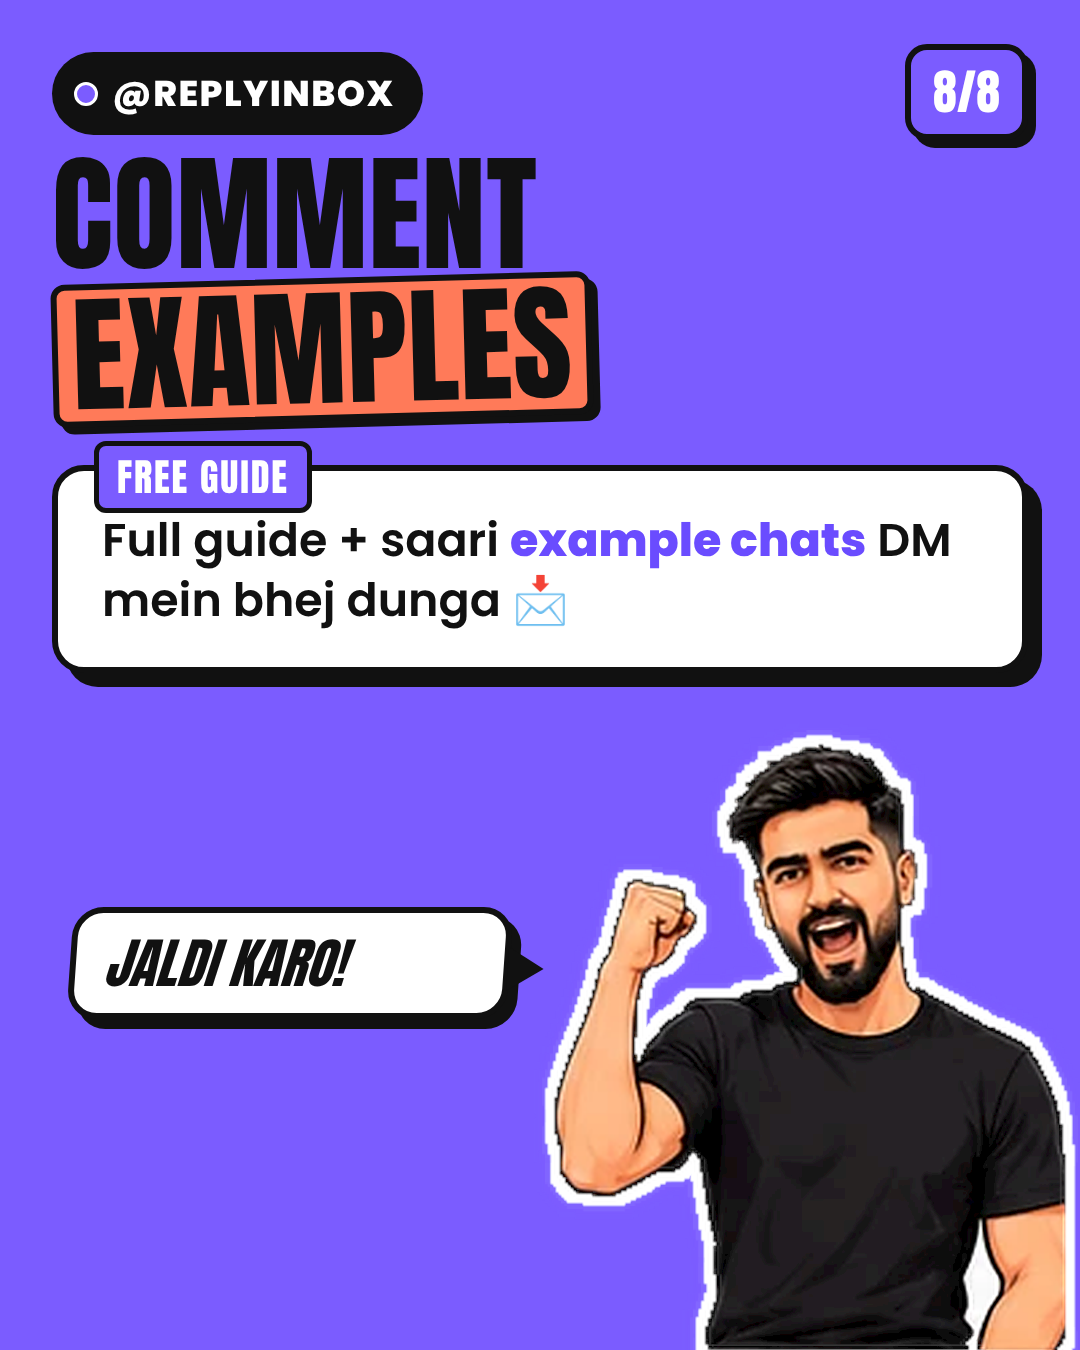 @REPLYINBOX
8/8
COMMENT
EXAMPLES
FREE GUIDE
Full guide + saari example chats DM
mein bhej dunga 📩
JALDI KARO!